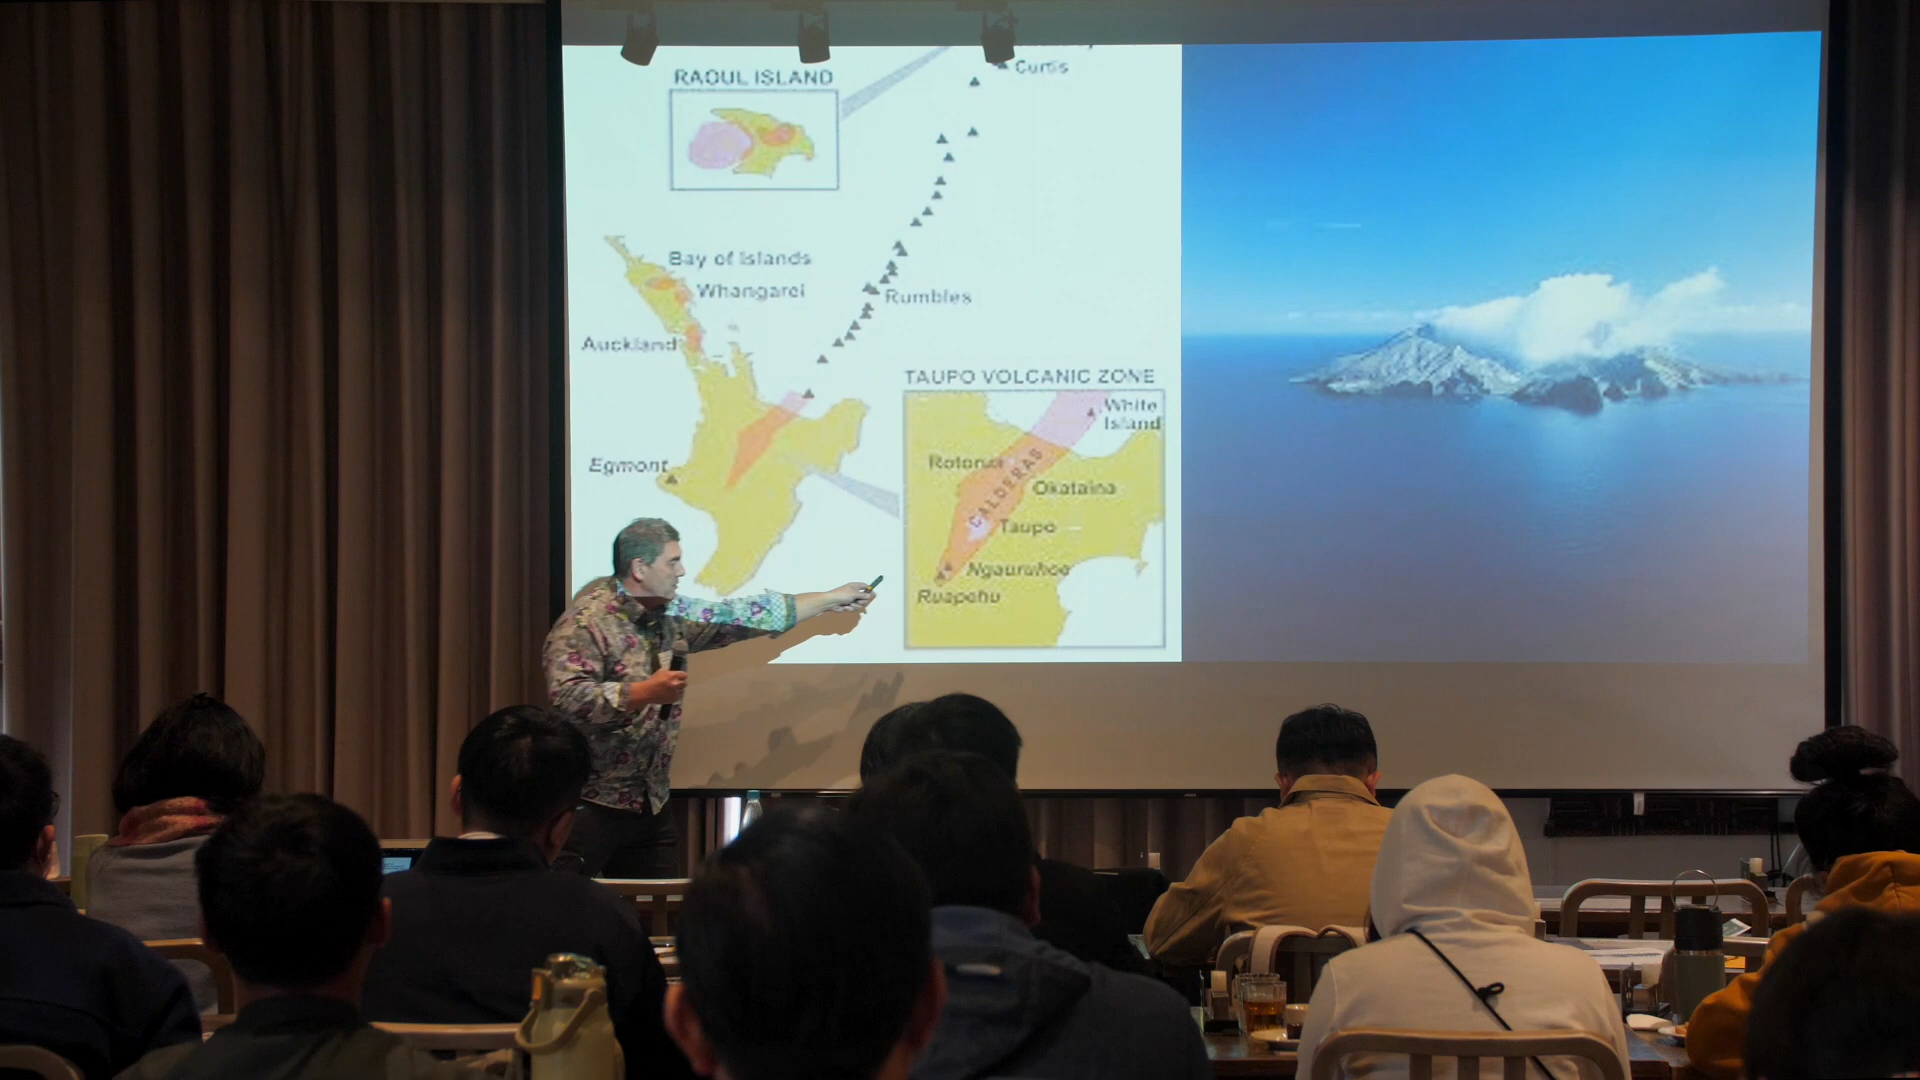 Curtis
RAOUL ISLAND
Bay of Islands
Whangarei
Rumbles
Auckland
TAUPO VOLCANIC ZONE
White
Island
Egmont
Rotorua
CALDERAS
Okataina
Taupo
Ngauruhoe
Ruapehu